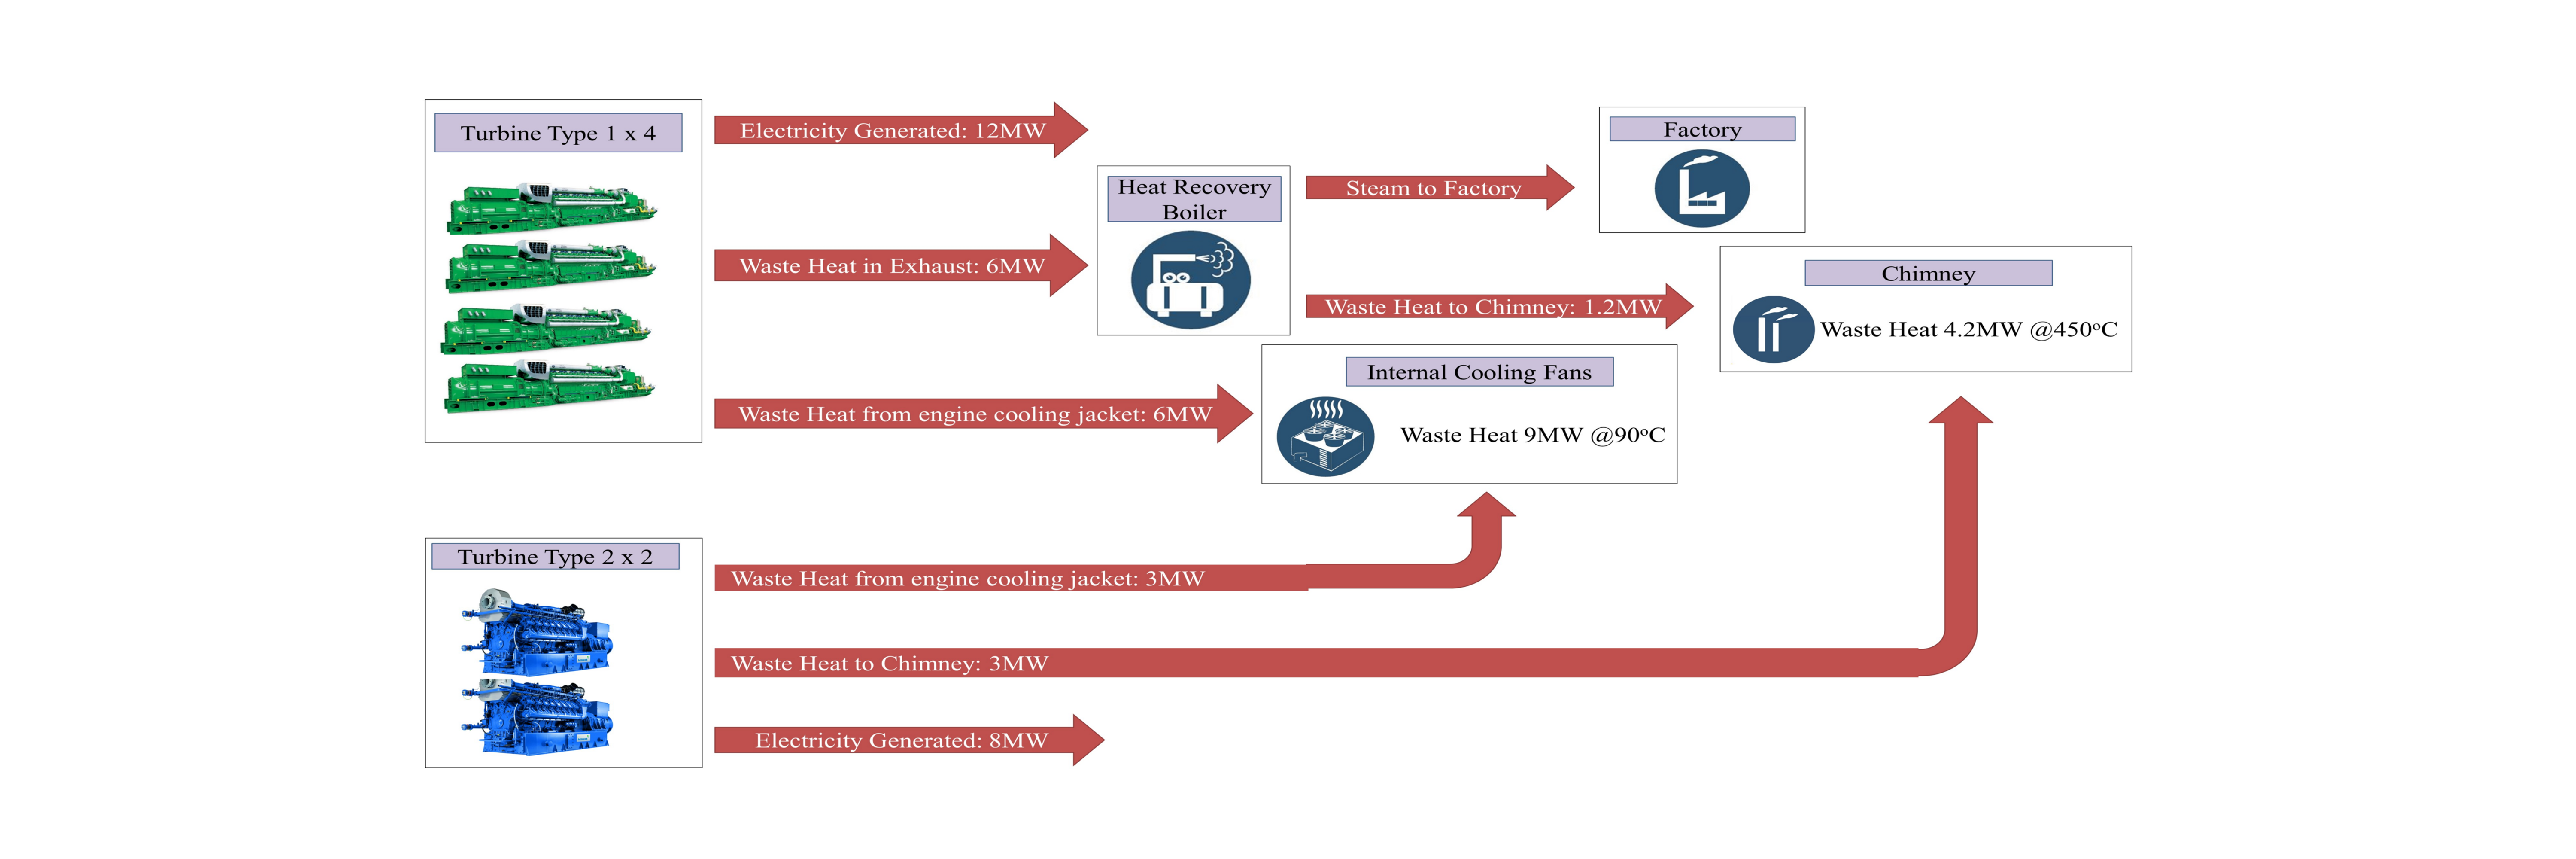 Turbine Type 1 x 4
Electricity Generated: 12MW
Waste Heat in Exhaust: 6MW
Waste Heat from engine cooling jacket: 6MW
Heat Recovery
Boiler
Steam to Factory
Waste Heat to Chimney: 1.2MW
Factory
Chimney
Waste Heat 4.2MW @450ºC
Internal Cooling Fans
Waste Heat 9MW @90ºC
Turbine Type 2 x 2
Waste Heat from engine cooling jacket: 3MW
Waste Heat to Chimney: 3MW
Electricity Generated: 8MW